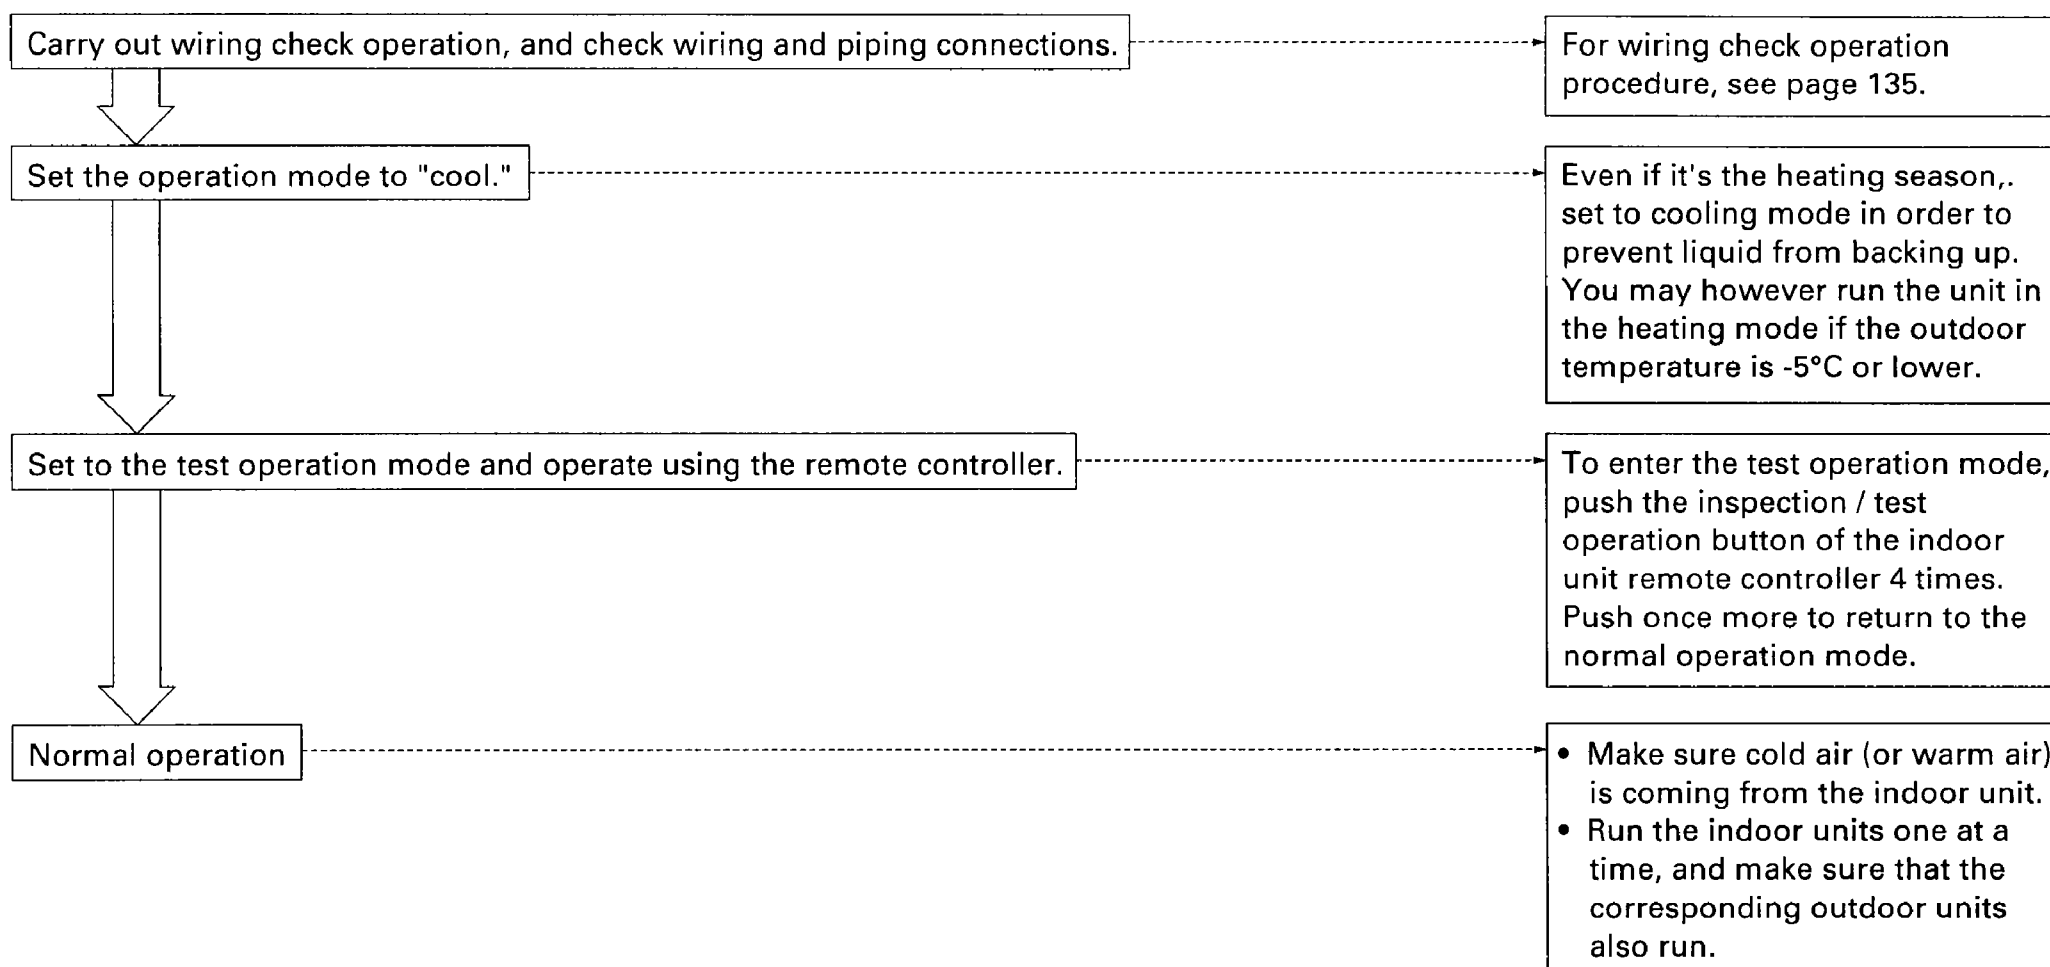 Carry out wiring check operation, and check wiring and piping connections.
For wiring check operation
procedure, see page 135.
Set the operation mode to "cool."
Even if it's the heating season,.
set to cooling mode in order to
prevent liquid from backing up.
You may however run the unit in
the heating mode if the outdoor
temperature is -5°C or lower.
Set to the test operation mode and operate using the remote controller.
To enter the test operation mode,
push the inspection / test
operation button of the indoor
unit remote controller 4 times.
Push once more to return to the
normal operation mode.
Normal operation
• Make sure cold air (or warm air)
is coming from the indoor unit.
• Run the indoor units one at a
time, and make sure that the
corresponding outdoor units
also run.